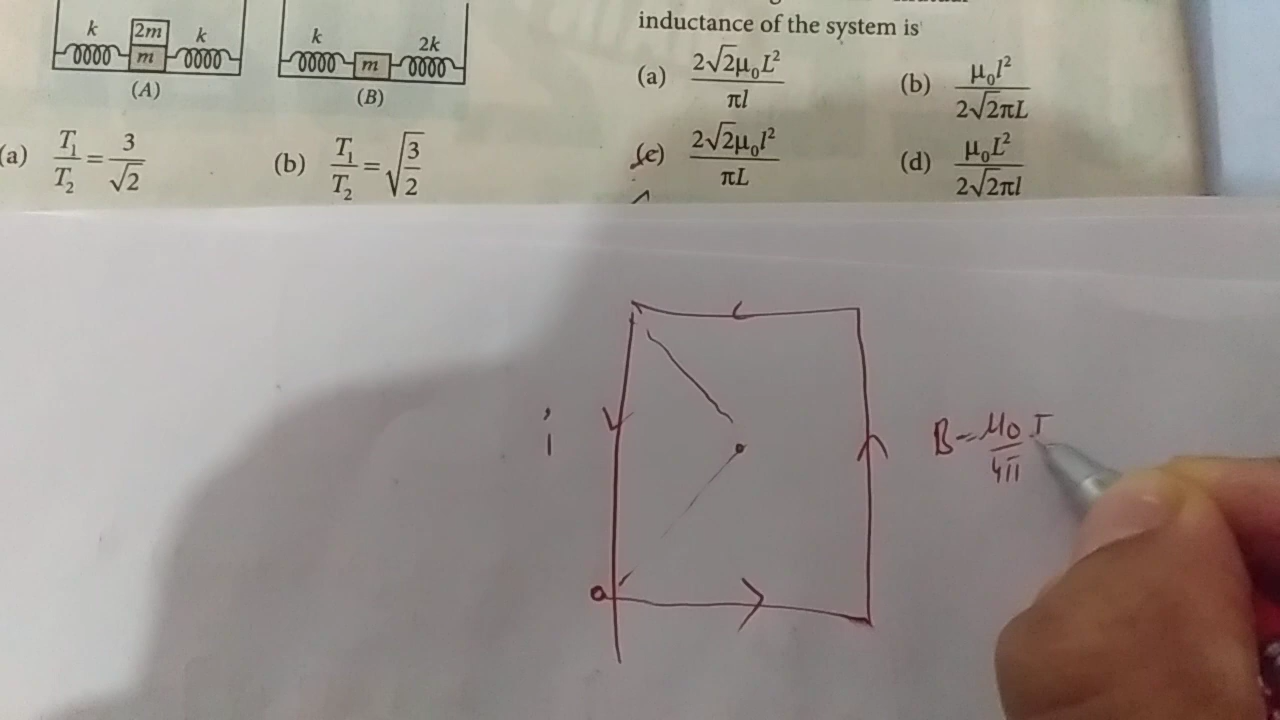 k 2m k
m
(A)
k m 2k
(B)
(a) T₁/T₂ = 3/√2
(b) T₁/T₂ = √(3/2)
inductance of the system is
(a) 2√2μ₀L²/πl
(b) μ₀l²/2√2πL
(c) 2√2μ₀l²/πL
(d) μ₀L²/2√2πl
i
a
B = μ₀ I
4π